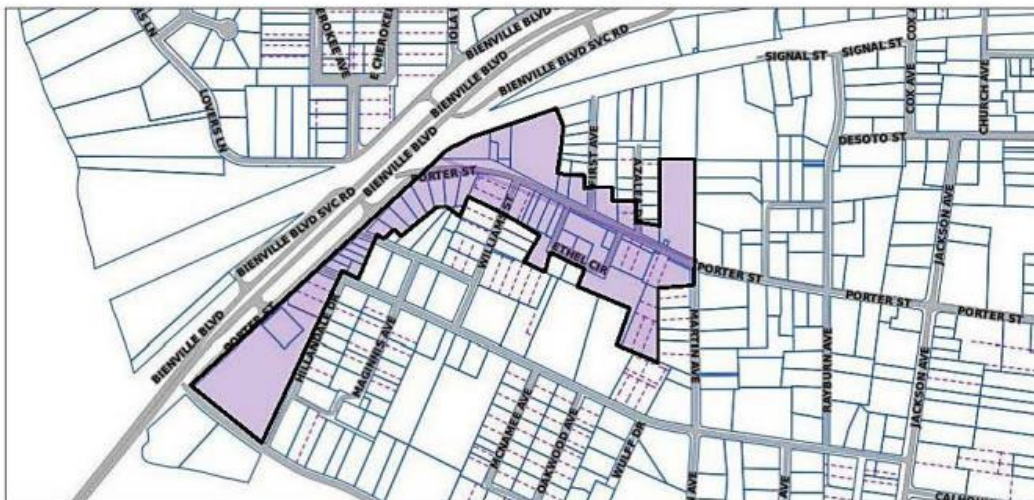 BIENVILLE BLVD
IOLA
E CHEROKEE
BIENVILLE BLVD
BIENVILLE BLVD SVC RD
SIGNAL ST
SIGNAL ST
COX AVE
CHURCH AVE
LOVERS LN
BIENVILLE BLVD
DESOTO ST
FIRST AVE
PORTER ST
BIENVILLE BLVD SVC RD
WILLIAMS ST
ETHEL CIR
JACKSON AVE
PORTER ST
PORTER ST
PORTER ST
BIENVILLE BLVD
PORTER ST
HILLANDALE DR
MAGINNIS AVE
MARTIN AVE
RAYBURN AVE
JACKSON AVE
MCNAMEE AVE
OAKWOOD AVE
WOLFE DR
AVE